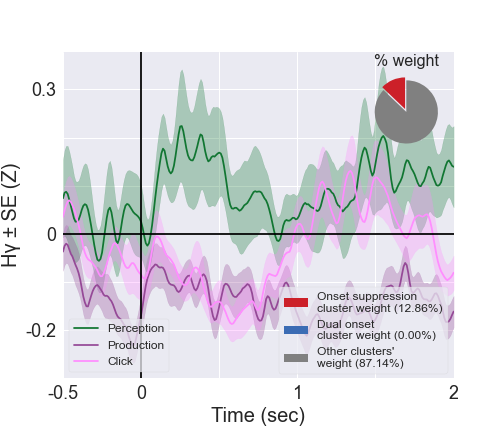 % weight
0.3
0
-0.2
Hγ ± SE (Z)
Perception
Production
Click
Onset suppression
cluster weight (12.86%)
Dual onset
cluster weight (0.00%)
Other clusters'
weight (87.14%)
-0.5
0
1
2
Time (sec)